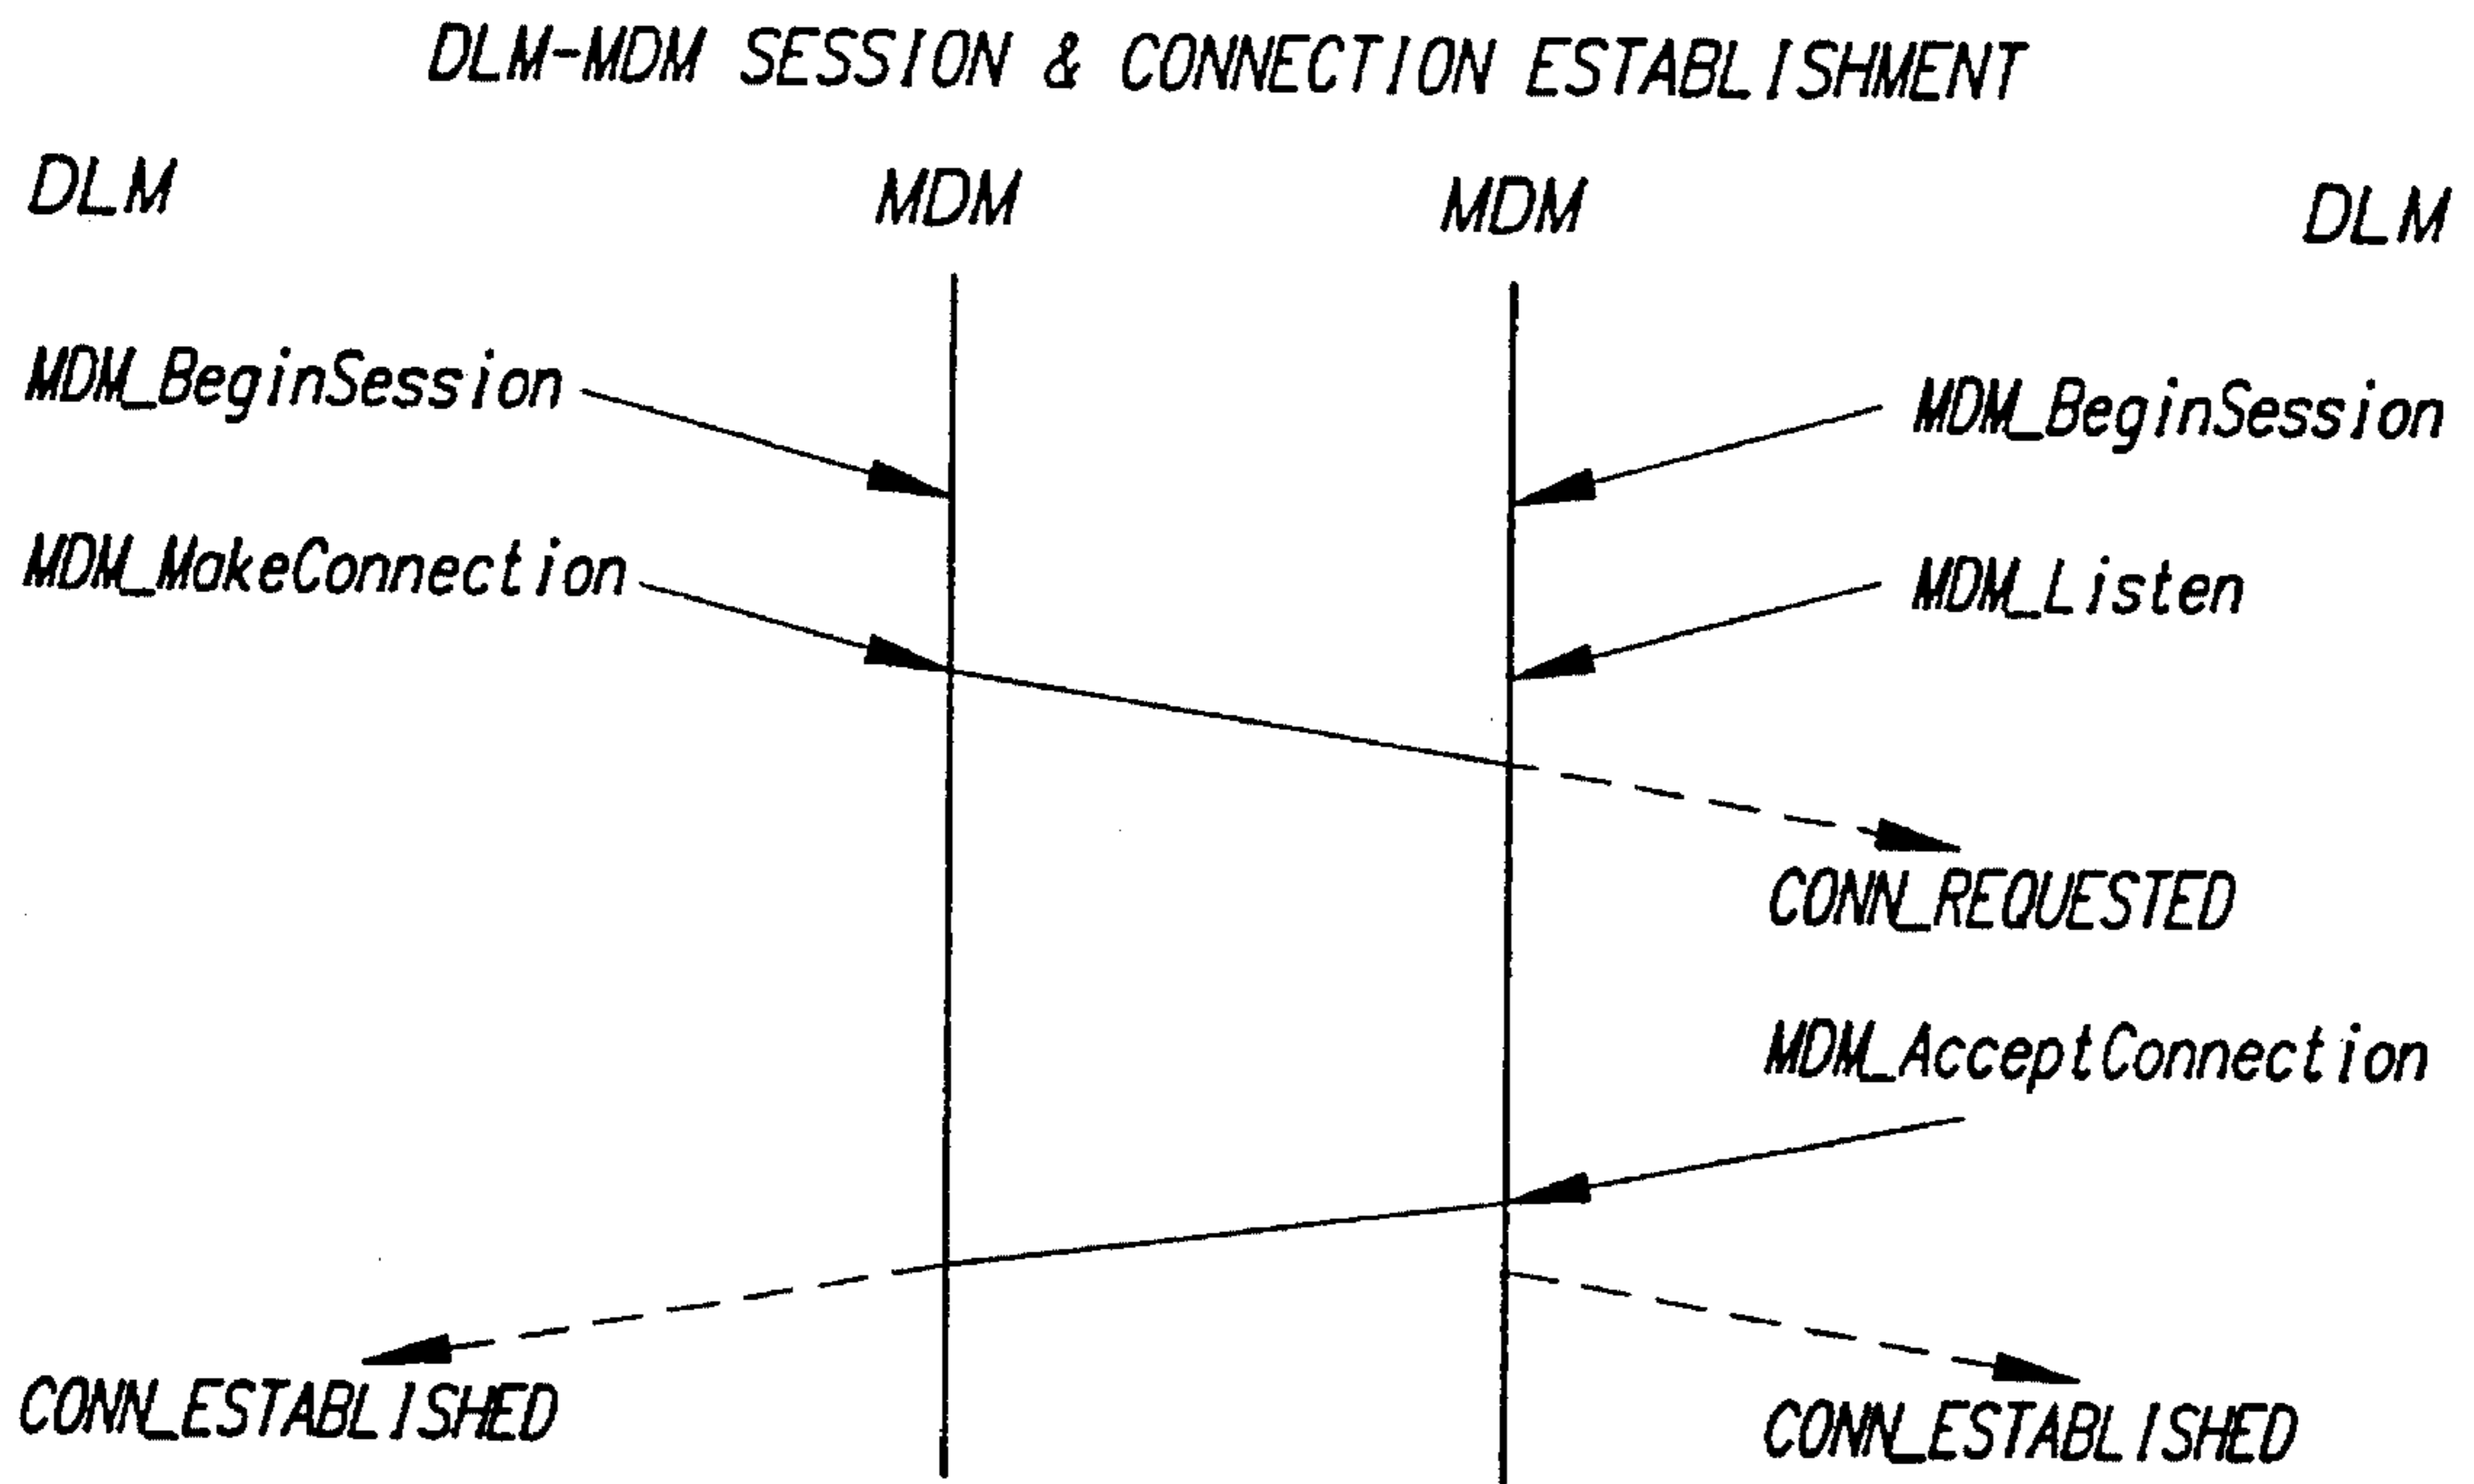 DLM-MDM SESSION & CONNECTION ESTABLISHMENT
DLM MDM MDM DLM
MDM_BeginSession MDM_BeginSession
MDM_MakeConnection MDM_Listen
CONN_REQUESTED
MDM_AcceptConnection
CONN_ESTABLISHED CONN_ESTABLISHED